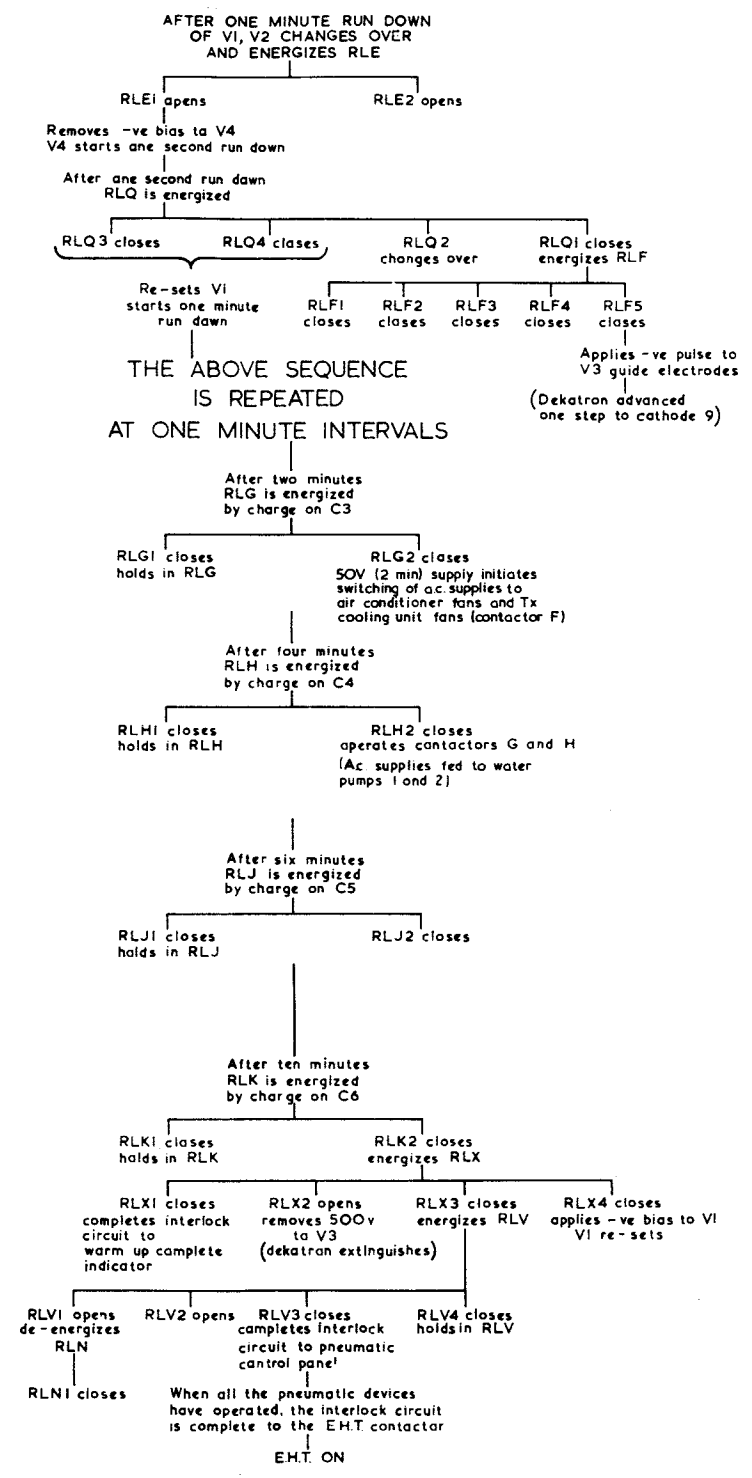 AFTER ONE MINUTE RUN DOWN
OF V1, V2 CHANGES OVER
AND ENERGIZES RLE
RLE1 opens
RLE2 opens
Removes -ve bias to V4
V4 starts one second run down
After one second run down
RLQ is energized
RLQ3 closes
RLQ4 closes
RLQ2
changes over
RLQ1 closes
energizes RLF
Re-sets V1
starts one minute
run down
RLF1
closes
RLF2
closes
RLF3
closes
RLF4
closes
RLF5
closes
Applies -ve pulse to
V3 guide electrodes
(Dekatron advanced
one step to cathode 9)
THE ABOVE SEQUENCE
IS REPEATED
AT ONE MINUTE INTERVALS
After two minutes
RLG is energized
by charge on C3
RLG1 closes
holds in RLG
RLG2 closes
50V (2 min) supply initiates
switching of a.c. supplies to
air conditioner fans and Tx
cooling unit fans (contactor F)
After four minutes
RLH is energized
by charge on C4
RLH1 closes
holds in RLH
RLH2 closes
operates contactors G and H
(A.c. supplies fed to water
pumps 1 and 2)
After six minutes
RLJ is energized
by charge on C5
RLJ1 closes
holds in RLJ
RLJ2 closes
After ten minutes
RLK is energized
by charge on C6
RLK1 closes
holds in RLK
RLK2 closes
energizes RLX
RLX1 closes
completes interlock
circuit to
warm up complete
indicator
RLX2 opens
removes 500v
to V3
(dekatron extinguishes)
RLX3 closes
energizes RLV
RLX4 closes
applies -ve bias to V1
V1 re-sets
RLV1 opens
de-energizes
RLN
RLV2 opens
RLV3 closes
completes interlock
circuit to pneumatic
control panel
RLV4 closes
holds in RLV
RLN1 closes
When all the pneumatic devices
have operated, the interlock circuit
is complete to the E.H.T. contactor
E.H.T. ON